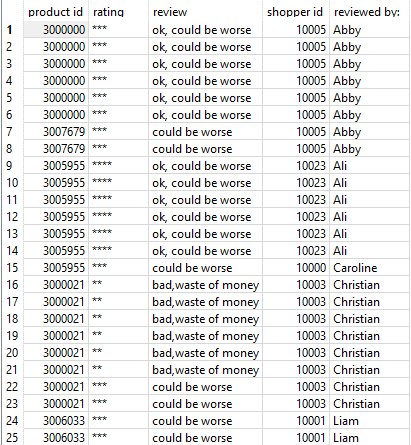 product id rating review shopper id reviewed by:
1 3000000 *** ok, could be worse 10005 Abby
2 3000000 *** ok, could be worse 10005 Abby
3 3000000 *** ok, could be worse 10005 Abby
4 3000000 *** ok, could be worse 10005 Abby
5 3000000 *** ok, could be worse 10005 Abby
6 3000000 *** ok, could be worse 10005 Abby
7 3007679 *** could be worse 10005 Abby
8 3007679 *** could be worse 10005 Abby
9 3005955 **** ok, could be worse 10023 Ali
10 3005955 **** ok, could be worse 10023 Ali
11 3005955 **** ok, could be worse 10023 Ali
12 3005955 **** ok, could be worse 10023 Ali
13 3005955 **** ok, could be worse 10023 Ali
14 3005955 **** ok, could be worse 10023 Ali
15 3005955 *** could be worse 10000 Caroline
16 3000021 ** bad,waste of money 10003 Christian
17 3000021 ** bad,waste of money 10003 Christian
18 3000021 ** bad,waste of money 10003 Christian
19 3000021 ** bad,waste of money 10003 Christian
20 3000021 ** bad,waste of money 10003 Christian
21 3000021 ** bad,waste of money 10003 Christian
22 3000021 *** could be worse 10003 Christian
23 3000021 *** could be worse 10003 Christian
24 3006033 *** could be worse 10001 Liam
25 3006033 *** could be worse 10001 Liam